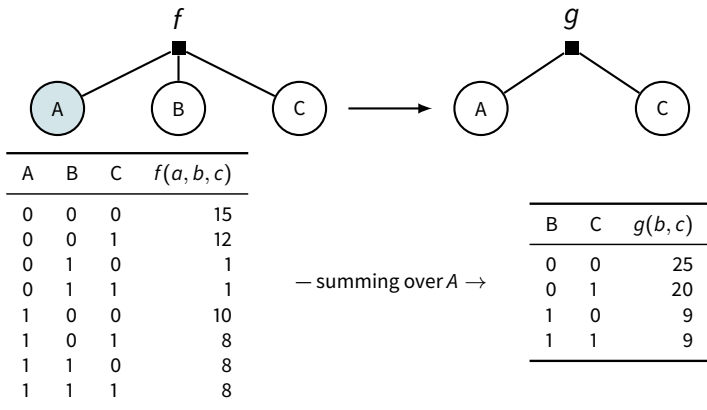 f
g
A B C A C
A B C f(a, b, c)
0 0 0 15
0 0 1 12
0 1 0 1
0 1 1 1
1 0 0 10
1 0 1 8
1 1 0 8
1 1 1 8
— summing over A →
B C g(b, c)
0 0 25
0 1 20
1 0 9
1 1 9